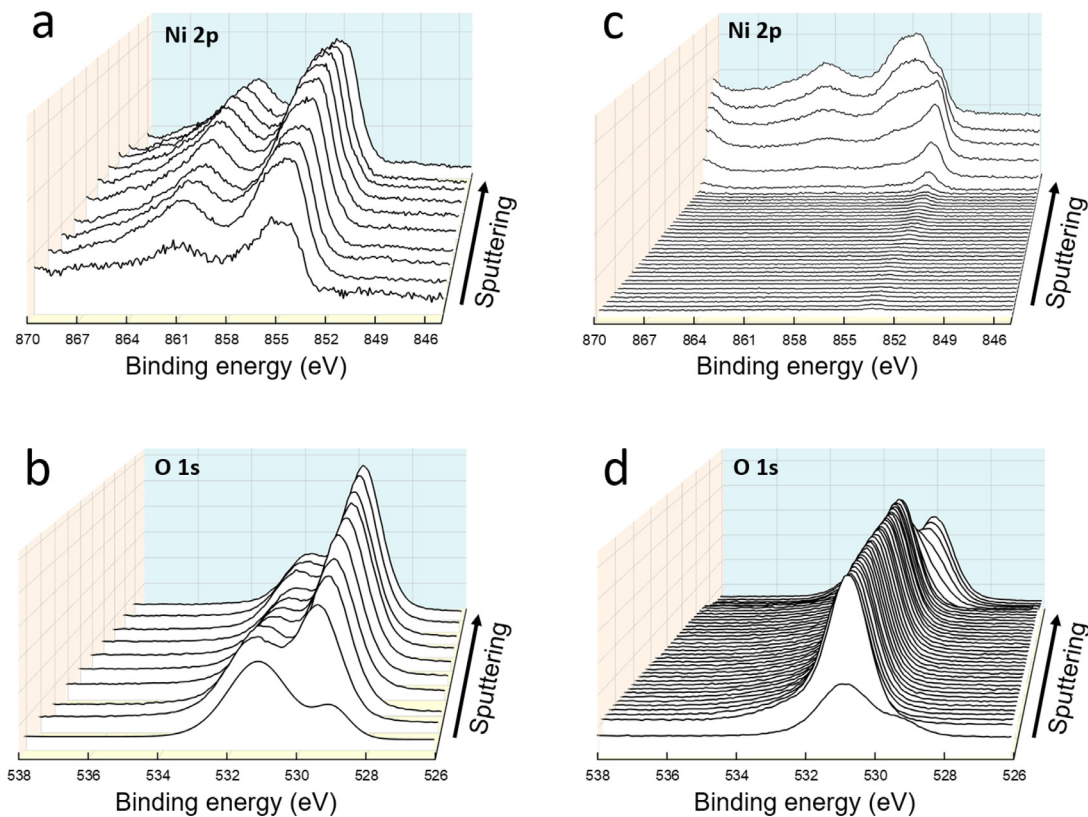 a
Ni 2p
Sputtering
870 867 864 861 858 855 852 849 846
Binding energy (eV)
c
Ni 2p
Sputtering
870 867 864 861 858 855 852 849 846
Binding energy (eV)
b
O 1s
Sputtering
538 536 534 532 530 528 526
Binding energy (eV)
d
O 1s
Sputtering
538 536 534 532 530 528 526
Binding energy (eV)